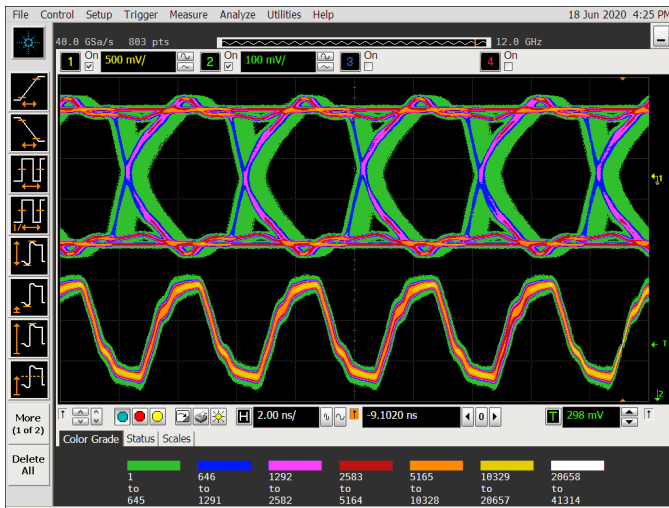 File Control Setup Trigger Measure Analyze Utilities Help 18 Jun 2020 4:25 PM
40.0 GSa/s 803 pts 12.0 GHz
1 On 500 mV/ 2 On 100 mV/ 3 On 4 On
1
T
2
1/
More
(1 of 2)
Delete
All
H 2.00 ns/ -9.1020 ns 0 T 298 mV
Color Grade Status Scales
1 646 1292 2583 5165 10329 20658
to to to to to to to
645 1291 2582 5164 10328 20657 41314